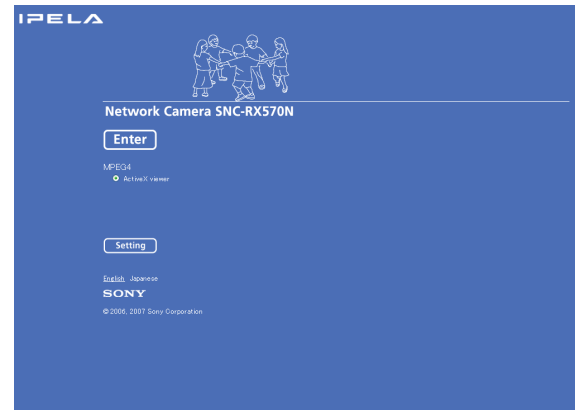 IPELA
Network Camera SNC-RX570N
Enter
MPEG4
ActiveX viewer
Setting
English Japanese
SONY
© 2006, 2007 Sony Corporation